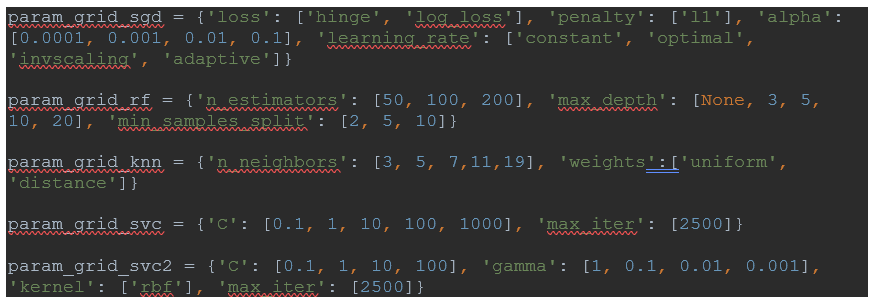 param_grid_sgd = {'loss': ['hinge', 'log_loss'], 'penalty': ['l1'], 'alpha':
[0.0001, 0.001, 0.01, 0.1], 'learning_rate': ['constant', 'optimal',
'invscaling', 'adaptive']}
param_grid_rf = {'n_estimators': [50, 100, 200], 'max_depth': [None, 3, 5,
10, 20], 'min_samples_split': [2, 5, 10]}
param_grid_knn = {'n_neighbors': [3, 5, 7,11,19], 'weights':['uniform',
'distance']}
param_grid_svc = {'C': [0.1, 1, 10, 100, 1000], 'max_iter': [2500]}
param_grid_svc2 = {'C': [0.1, 1, 10, 100], 'gamma': [1, 0.1, 0.01, 0.001],
'kernel': ['rbf'], 'max_iter': [2500]}